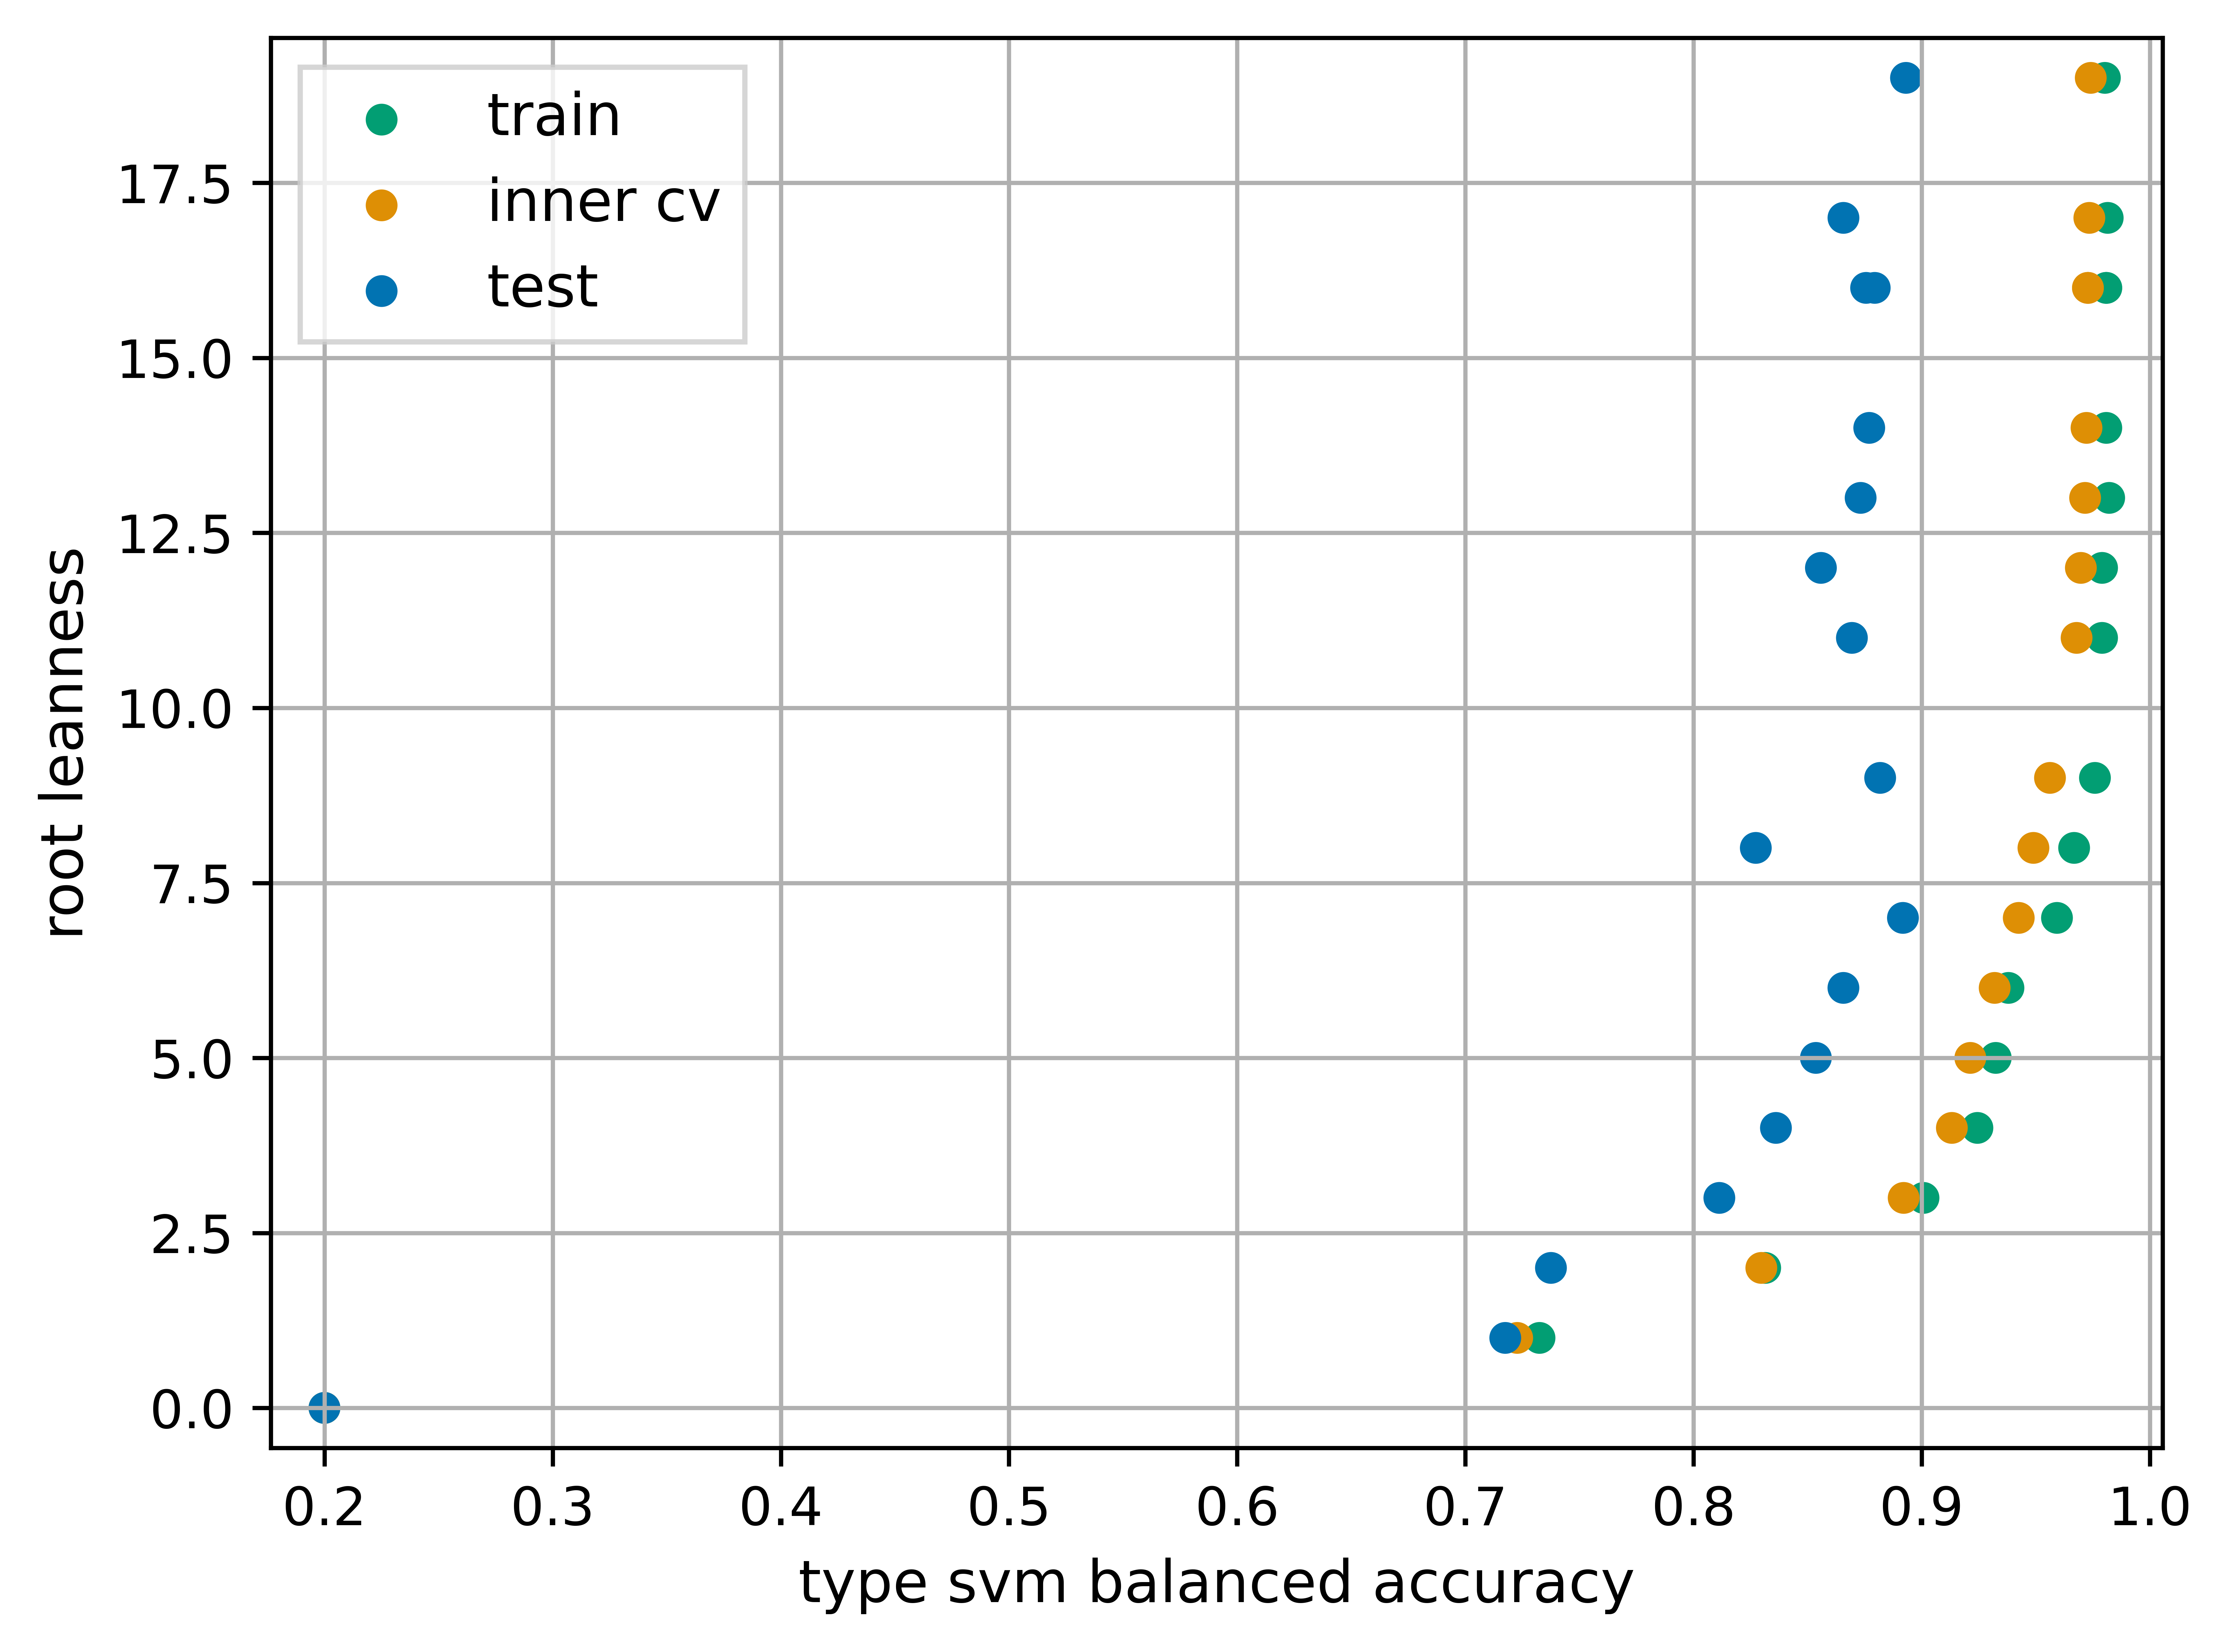 train
inner cv
test
17.5
15.0
12.5
10.0
7.5
5.0
2.5
0.0
root leanness
0.2 0.3 0.4 0.5 0.6 0.7 0.8 0.9 1.0
type svm balanced accuracy